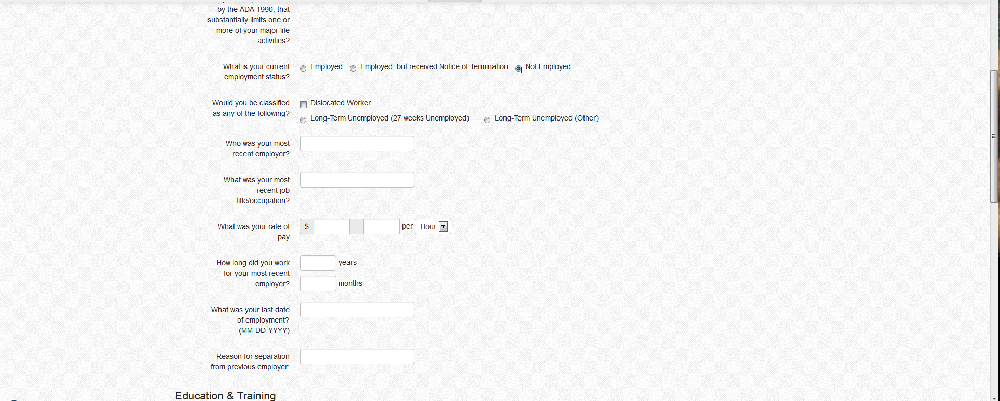 by the ADA 1990, that
substantially limits one or
more of your major life
activities?
What is your current
employment status?
Employed Employed, but received Notice of Termination Not Employed
Would you be classified
as any of the following?
Dislocated Worker
Long-Term Unemployed (27 weeks Unemployed) Long-Term Unemployed (Other)
Who was your most
recent employer?
What was your most
recent job
title/occupation?
What was your rate of
pay
$ . per Hour
How long did you work
for your most recent
employer?
years
months
What was your last date
of employment?
(MM-DD-YYYY)
Reason for separation
from previous employer:
Education & Training